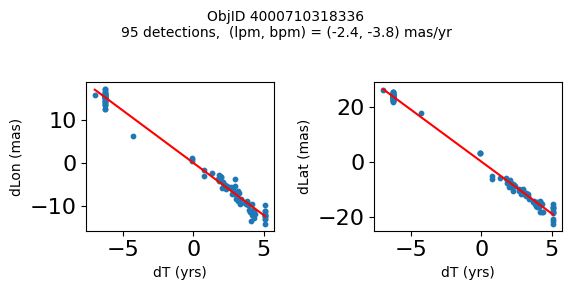 ObjID 4000710318336
95 detections,  (lpm, bpm) = (-2.4, -3.8) mas/yr
dLon (mas)
10
0
−10
−5
0
5
dT (yrs)
dLat (mas)
20
0
−20
−5
0
5
dT (yrs)